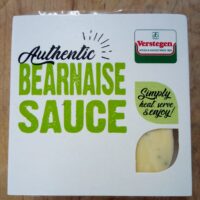 Authentic
BEARNAISE
SAUCE
Verstegen
Simply
heat, serve
& enjoy!